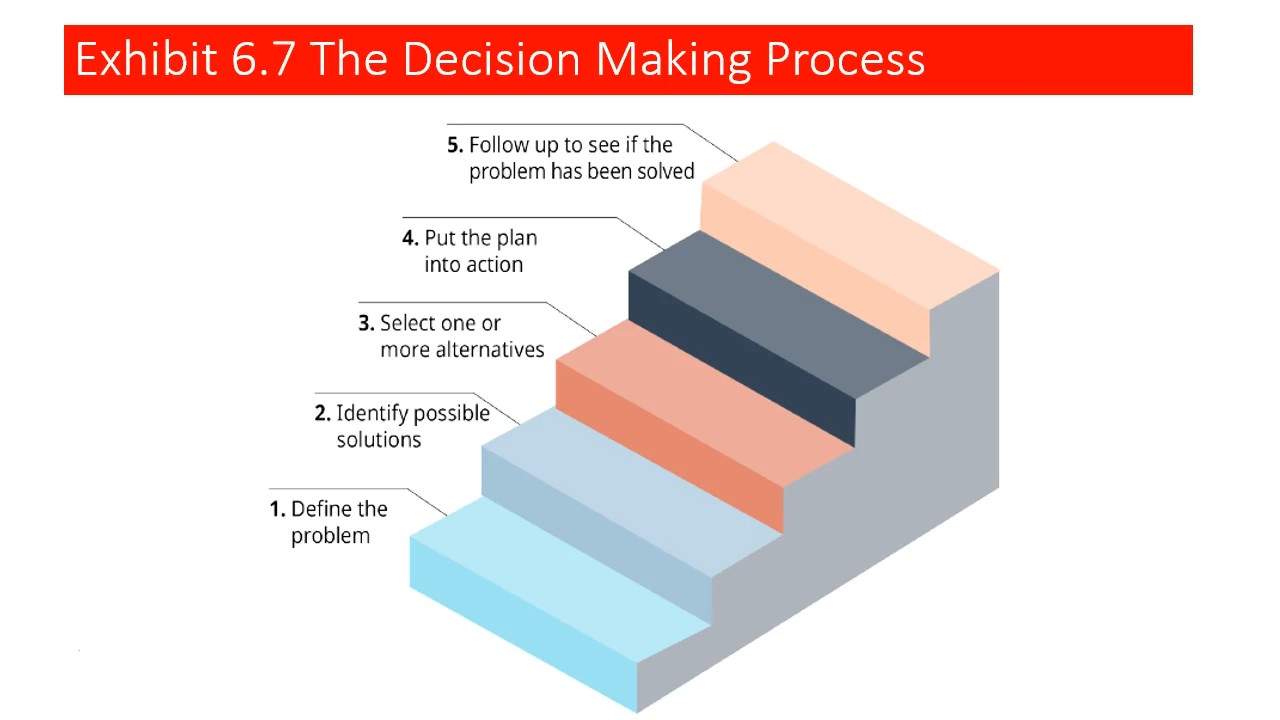 Exhibit 6.7 The Decision Making Process
5. Follow up to see if the
problem has been solved
4. Put the plan
into action
3. Select one or
more alternatives
2. Identify possible
solutions
1. Define the
problem